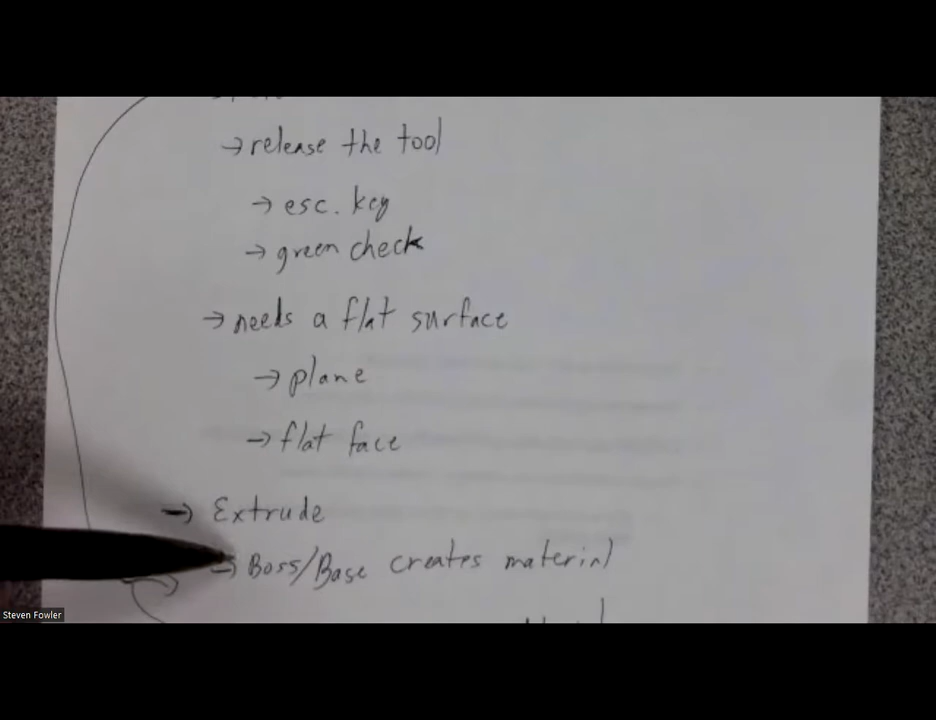 → release the tool
→ esc. key
→ green check
→ needs a flat surface
→ plane
→ flat face
→ Extrude
→ Boss/Base creates material
Steven Fowler